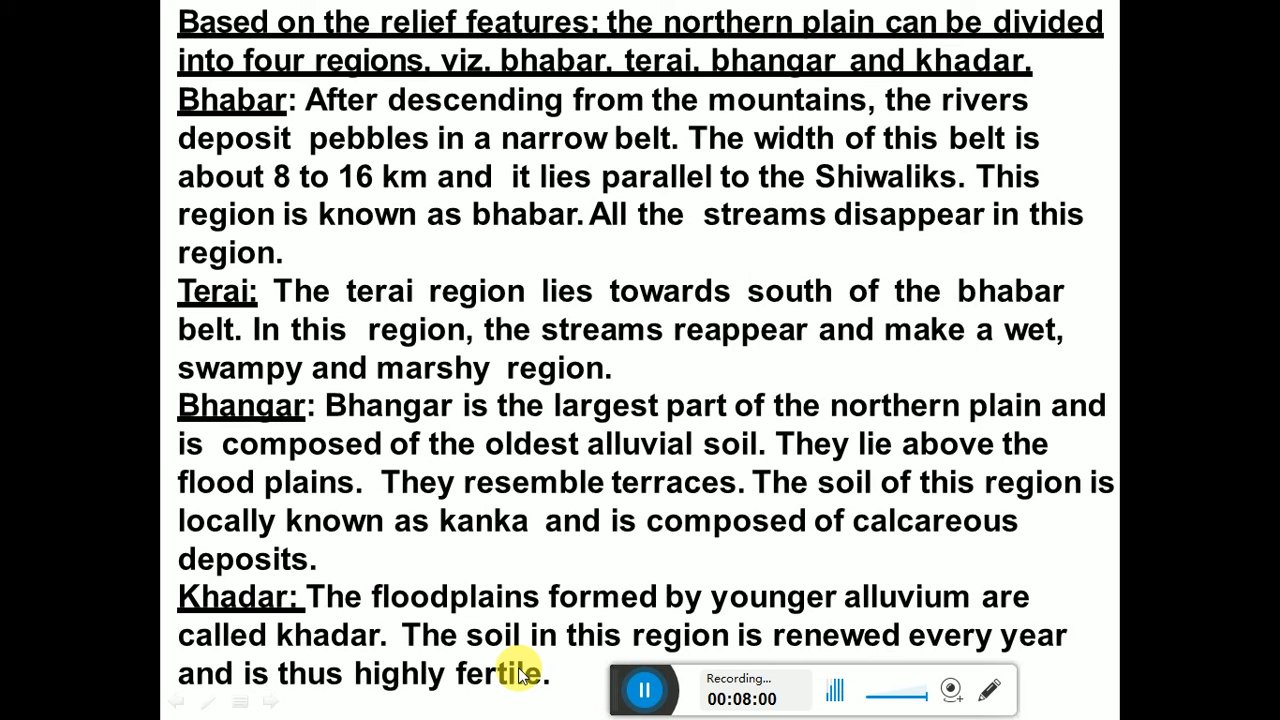 Based on the relief features; the northern plain can be divided
into four regions, viz. bhabar, terai, bhangar and khadar.
Bhabar: After descending from the mountains, the rivers
deposit pebbles in a narrow belt. The width of this belt is
about 8 to 16 km and it lies parallel to the Shiwaliks. This
region is known as bhabar. All the streams disappear in this
region.
Terai: The terai region lies towards south of the bhabar
belt. In this region, the streams reappear and make a wet,
swampy and marshy region.
Bhangar: Bhangar is the largest part of the northern plain and
is composed of the oldest alluvial soil. They lie above the
flood plains. They resemble terraces. The soil of this region is
locally known as kanka and is composed of calcareous
deposits.
Khadar: The floodplains formed by younger alluvium are
called khadar. The soil in this region is renewed every year
and is thus highly fertile.
Recording...
00:08:00